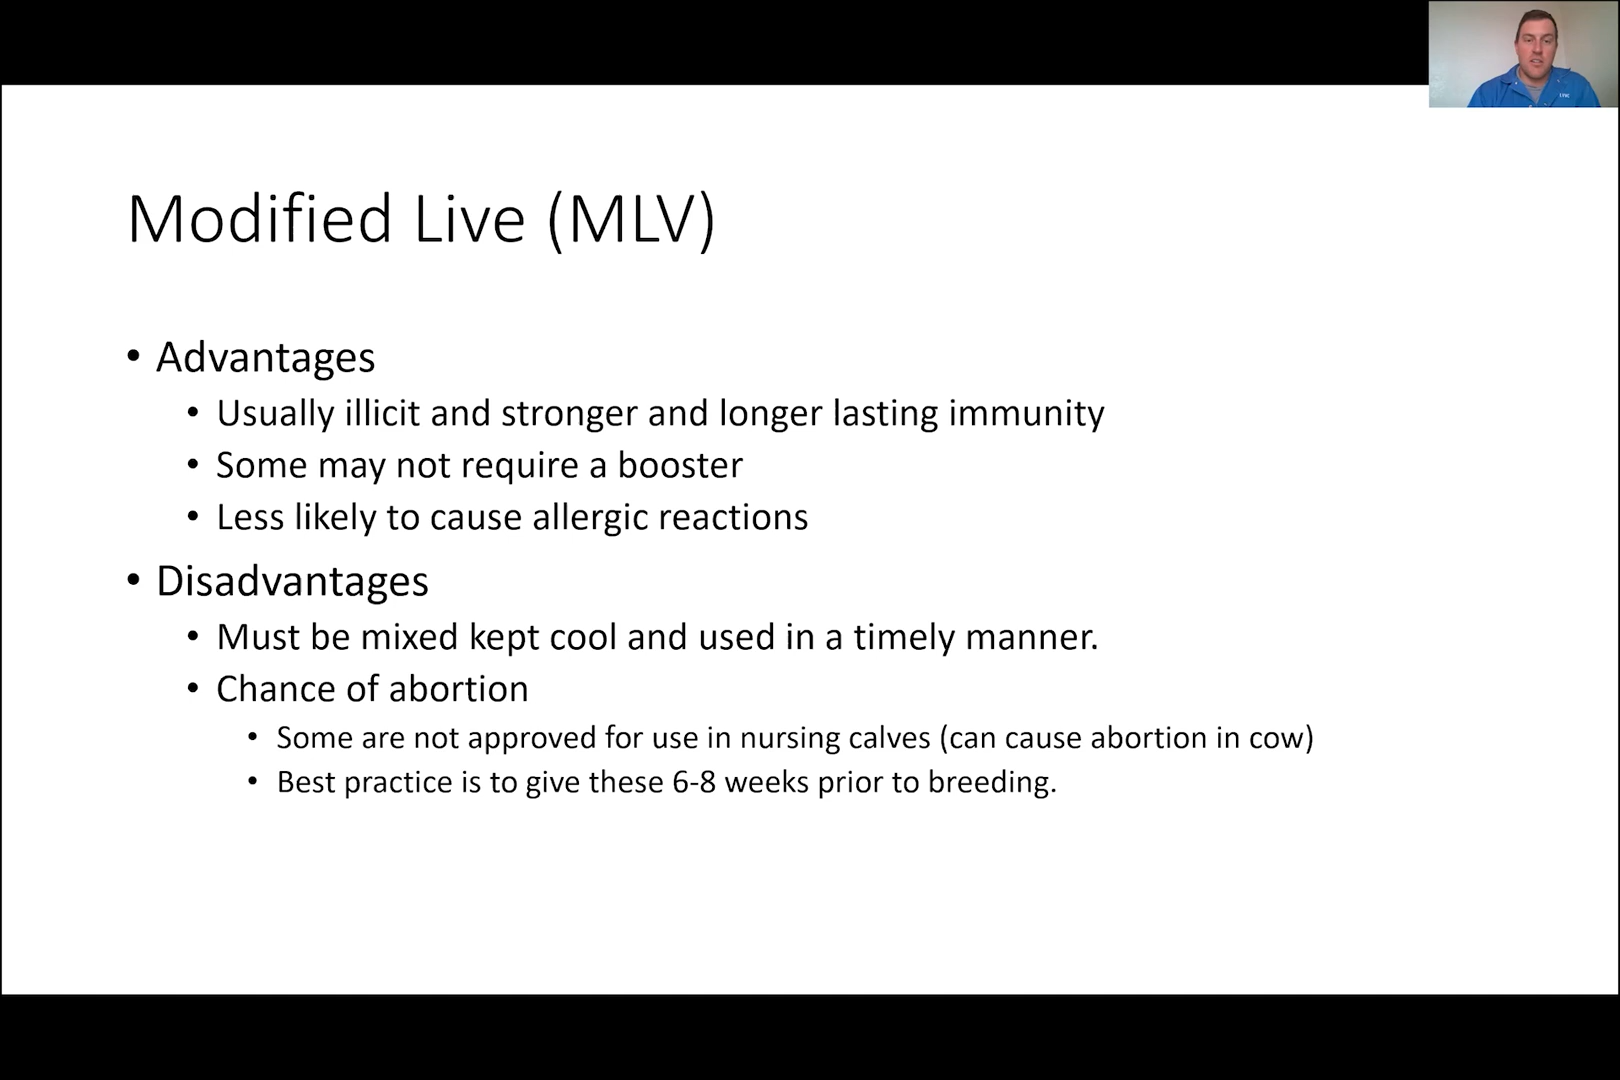 Modified Live (MLV)
• Advantages
• Usually illicit and stronger and longer lasting immunity
• Some may not require a booster
• Less likely to cause allergic reactions
• Disadvantages
• Must be mixed kept cool and used in a timely manner.
• Chance of abortion
• Some are not approved for use in nursing calves (can cause abortion in cow)
• Best practice is to give these 6-8 weeks prior to breeding.